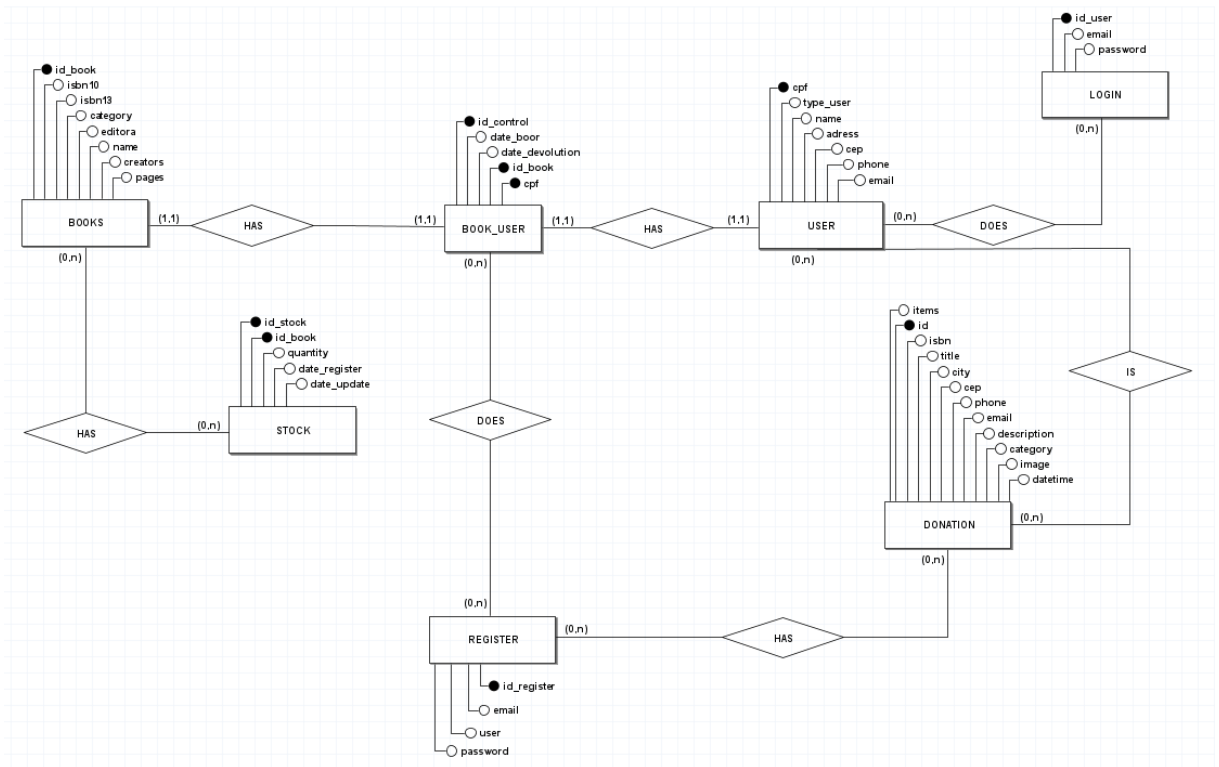 id_user
email
password
LOGIN
(0,n)
id_book
isbn10
isbn13
category
editora
name
creators
pages
BOOKS
(1.1)
(0,n)
HAS
id_control
date_boor
date_devolution
id_book
cpf
(1,1)
BOOK_USER
(1.1)
(0,n)
HAS
cpf
type_user
name
adress
cep
phone
email
(1,1)
USER
(0,n)
(0,n)
DOES
id_stock
id_book
quantity
date_register
date_update
HAS
(0,n)
STOCK
DOES
items
id
isbn
title
city
cep
phone
email
description
category
image
datetime
IS
DONATION
(0,n)
(0,n)
(0,n)
REGISTER
(0,n)
HAS
id_register
email
user
password